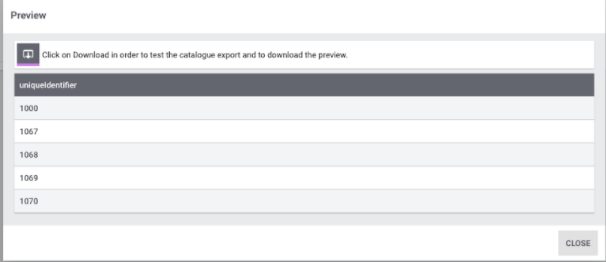 Preview
Click on Download in order to test the catalogue export and to download the preview.
uniqueIdentifier
1000
1067
1068
1069
1070
CLOSE